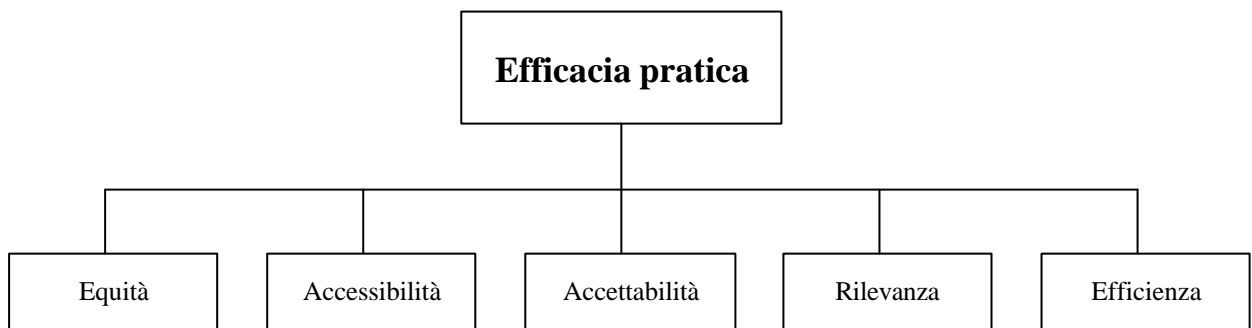 Efficacia pratica
Equità
Accessibilità
Accettabilità
Rilevanza
Efficienza